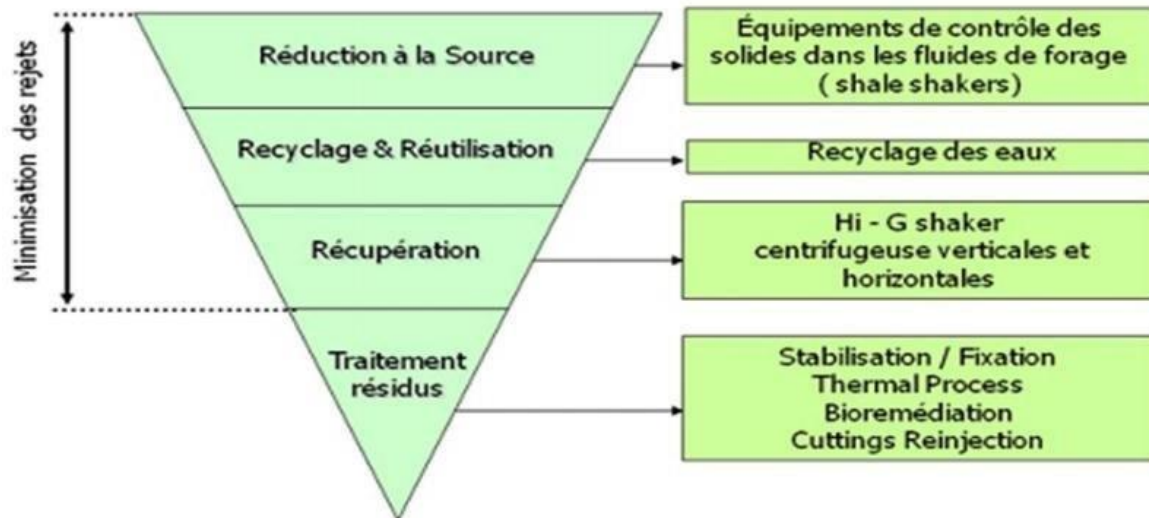 Minimisation des rejets
Réduction à la Source
Équipements de contrôle des
solides dans les fluides de forage
( shale shakers)
Recyclage & Réutilisation
Recyclage des eaux
Récupération
Hi - G shaker
centrifugeuse verticales et
horizontales
Traitement
résidus
Stabilisation / Fixation
Thermal Process
Bioremédiation
Cuttings Reinjection